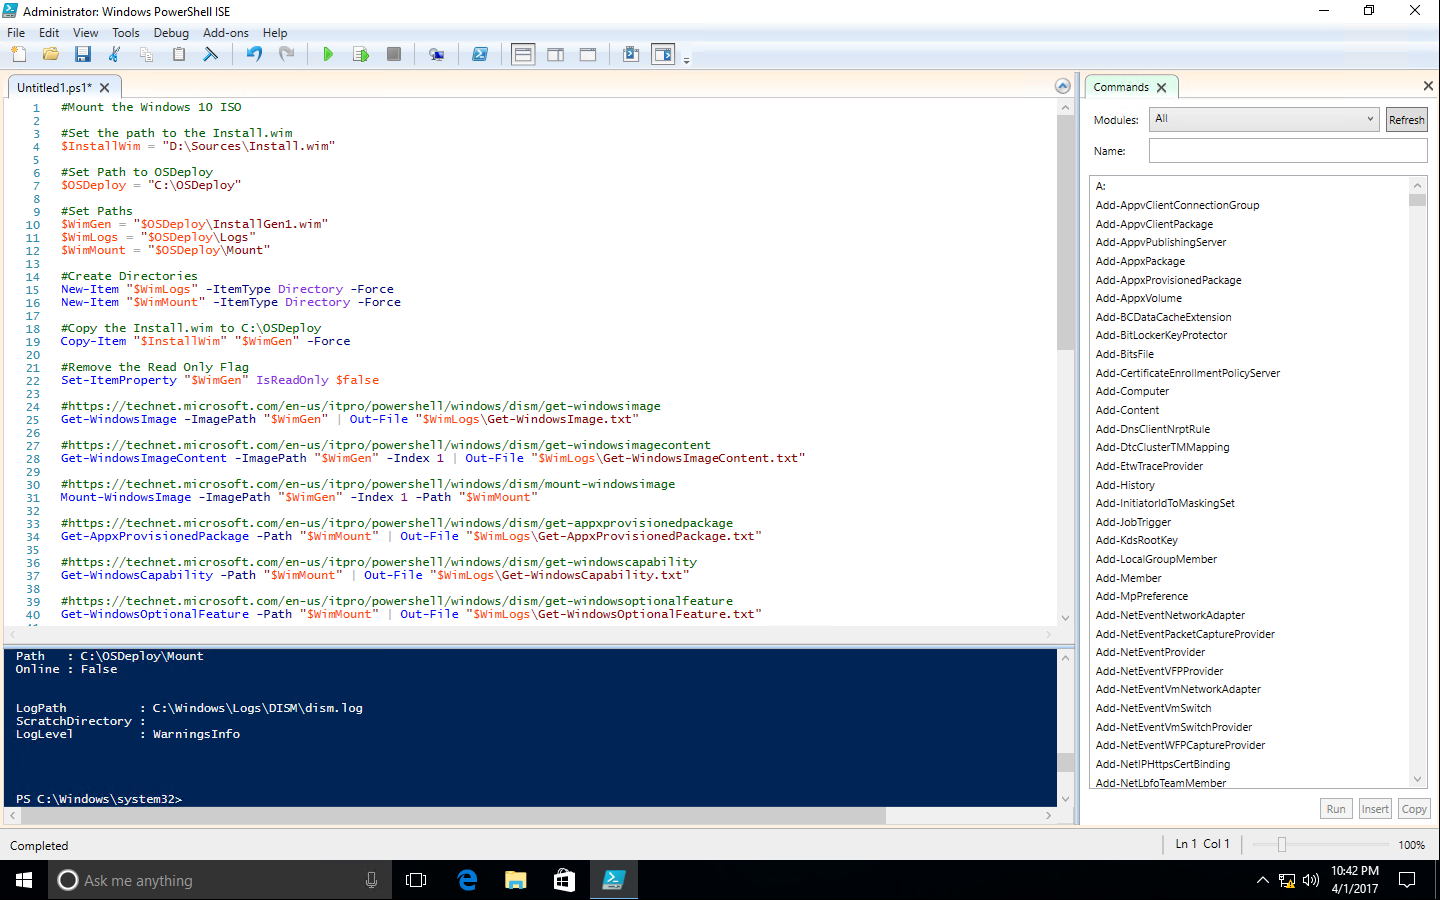 Administrator: Windows PowerShell ISE
File Edit View Tools Debug Add-ons Help
Untitled1.ps1*
1 #Mount the Windows 10 ISO
2
3 #Set the path to the Install.wim
4 $InstallWim = "D:\Sources\Install.wim"
5
6 #Set Path to OSDeploy
7 $OSDeploy = "C:\OSDeploy"
8
9 #Set Paths
10 $WimGen = "$OSDeploy\InstallGen1.wim"
11 $WimLogs = "$OSDeploy\Logs"
12 $WimMount = "$OSDeploy\Mount"
13
14 #Create Directories
15 New-Item "$WimLogs" -ItemType Directory -Force
16 New-Item "$WimMount" -ItemType Directory -Force
17
18 #Copy the Install.wim to C:\OSDeploy
19 Copy-Item "$InstallWim" "$WimGen" -Force
20
21 #Remove the Read Only Flag
22 Set-ItemProperty "$WimGen" IsReadOnly $false
23
24 #https://technet.microsoft.com/en-us/itpro/powershell/windows/dism/get-windowsimage
25 Get-WindowsImage -ImagePath "$WimGen" | Out-File "$WimLogs\Get-WindowsImage.txt"
26
27 #https://technet.microsoft.com/en-us/itpro/powershell/windows/dism/get-windowsimagecontent
28 Get-WindowsImageContent -ImagePath "$WimGen" -Index 1 | Out-File "$WimLogs\Get-WindowsImageContent.txt"
29
30 #https://technet.microsoft.com/en-us/itpro/powershell/windows/dism/mount-windowsimage
31 Mount-WindowsImage -ImagePath "$WimGen" -Index 1 -Path "$WimMount"
32
33 #https://technet.microsoft.com/en-us/itpro/powershell/windows/dism/get-appxprovisionedpackage
34 Get-AppxProvisionedPackage -Path "$WimMount" | Out-File "$WimLogs\Get-AppxProvisionedPackage.txt"
35
36 #https://technet.microsoft.com/en-us/itpro/powershell/windows/dism/get-windowscapability
37 Get-WindowsCapability -Path "$WimMount" | Out-File "$WimLogs\Get-WindowsCapability.txt"
38
39 #https://technet.microsoft.com/en-us/itpro/powershell/windows/dism/get-windowsoptionalfeature
40 Get-WindowsOptionalFeature -Path "$WimMount" | Out-File "$WimLogs\Get-WindowsOptionalFeature.txt"
Path : C:\OSDeploy\Mount
Online : False
LogPath : C:\Windows\Logs\DISM\dism.log
ScratchDirectory :
LogLevel : WarningsInfo
PS C:\Windows\system32>
Commands
Modules: All Refresh
Name:
A:
Add-AppvClientConnectionGroup
Add-AppvClientPackage
Add-AppvPublishingServer
Add-AppxPackage
Add-AppxProvisionedPackage
Add-AppxVolume
Add-BCDataCacheExtension
Add-BitLockerKeyProtector
Add-BitsFile
Add-CertificateEnrollmentPolicyServer
Add-Computer
Add-Content
Add-DnsClientNrptRule
Add-DtcClusterTMMapping
Add-EtwTraceProvider
Add-History
Add-InitiatorIdToMaskingSet
Add-JobTrigger
Add-KdsRootKey
Add-LocalGroupMember
Add-Member
Add-MpPreference
Add-NetEventNetworkAdapter
Add-NetEventPacketCaptureProvider
Add-NetEventProvider
Add-NetEventVFPProvider
Add-NetEventVmNetworkAdapter
Add-NetEventVmSwitch
Add-NetEventVmSwitchProvider
Add-NetEventWFPCaptureProvider
Add-NetIPHttpsCertBinding
Add-NetLbfoTeamMember
Run Insert Copy
Completed
Ln 1 Col 1
100%
Ask me anything
10:42 PM
4/1/2017